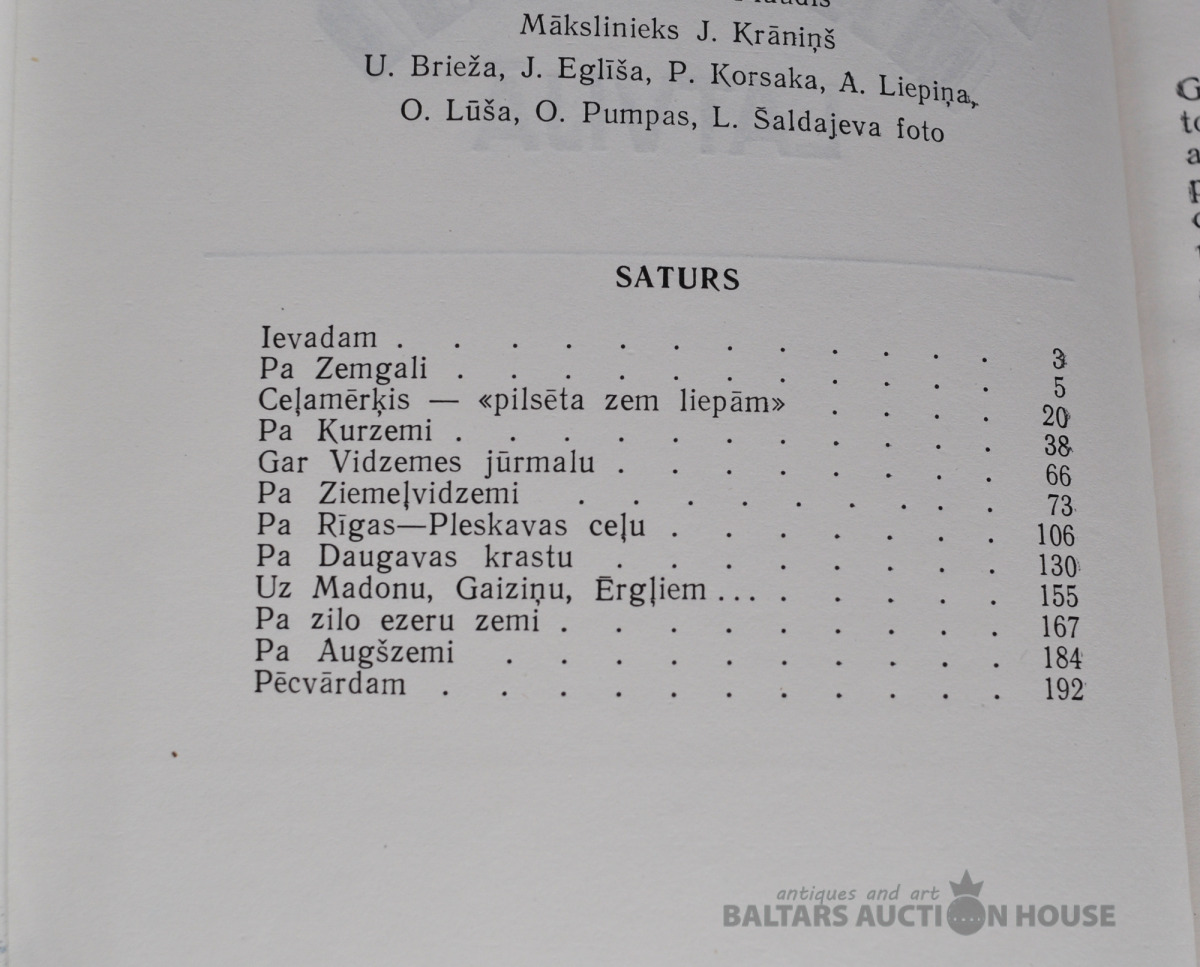 Mākslinieks J. Krāniņš
U. Brieža, J. Eglīša, P. Korsaka, A. Liepiņa,
O. Lūša, O. Pumpas, L. Šaldajeva foto
SATURS
Ievadam . . . . . . . . . . . . 3
Pa Zemgali . . . . . . . . . . . 5
Ceļamērķis — «pilsēta zem liepām» . . . . 20
Pa Kurzemi . . . . . . . . . . . 38
Gar Vidzemes jūrmalu . . . . . . . . 66
Pa Ziemeļvidzemi . . . . . . . . . 73
Pa Rīgas—Pleskavas ceļu . . . . . . . 106
Pa Daugavas krastu . . . . . . . . 130
Uz Madonu, Gaiziņu, Ērgļiem ... . . . . . 155
Pa zilo ezeru zemi . . . . . . . . . 167
Pa Augšzemi . . . . . . . . . . 184
Pēcvārdam . . . . . . . . . . . 192
antiques and art
BALTARS AUCTION HOUSE